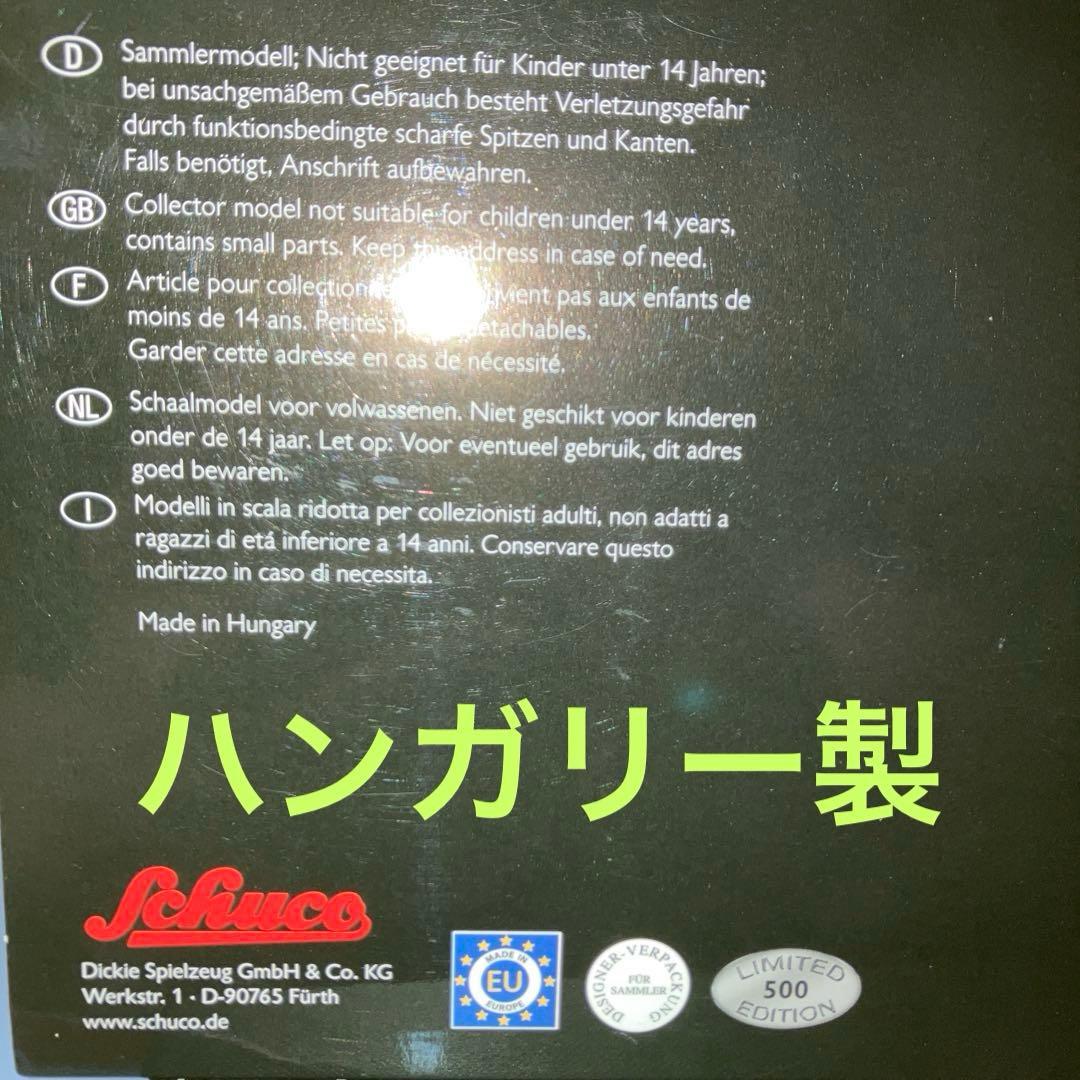 D Sammlermodell; Nicht geeignet für Kinder unter 14 Jahren;
bei unsachgemäßem Gebrauch besteht Verletzungsgefahr
durch funktionsbedingte scharfe Spitzen und Kanten.
Falls benötigt, Anschrift aufbewahren.
GB Collector model not suitable for children under 14 years,
contains small parts. Keep this address in case of need.
F Article pour pas aux enfants de
moins de 14 ans. Petites
Garder cette adresse en cas de nécessité.
NL Schaalmodel voor volwassenen. Niet geschikt voor kinderen
onder de 14 jaar. Let op: Voor eventueel gebruik, dit adres
goed bewaren.
I Modelli in scala ridotta per collezionisti adulti, non adatti a
ragazzi di etá inferiore a 14 anni. Conservare questo
indirizzo in caso di necessita.
Made in Hungary
ハンガリー製
Schuco
Dickie Spielzeug GmbH & Co. KG
Werkstr. 1 · D-90765 Fürth
www.schuco.de
MADE IN
EU
EUROPE
DESIGNER-VERPACKUNG
FÜR
SAMMLER
LIMITED
500
EDITION